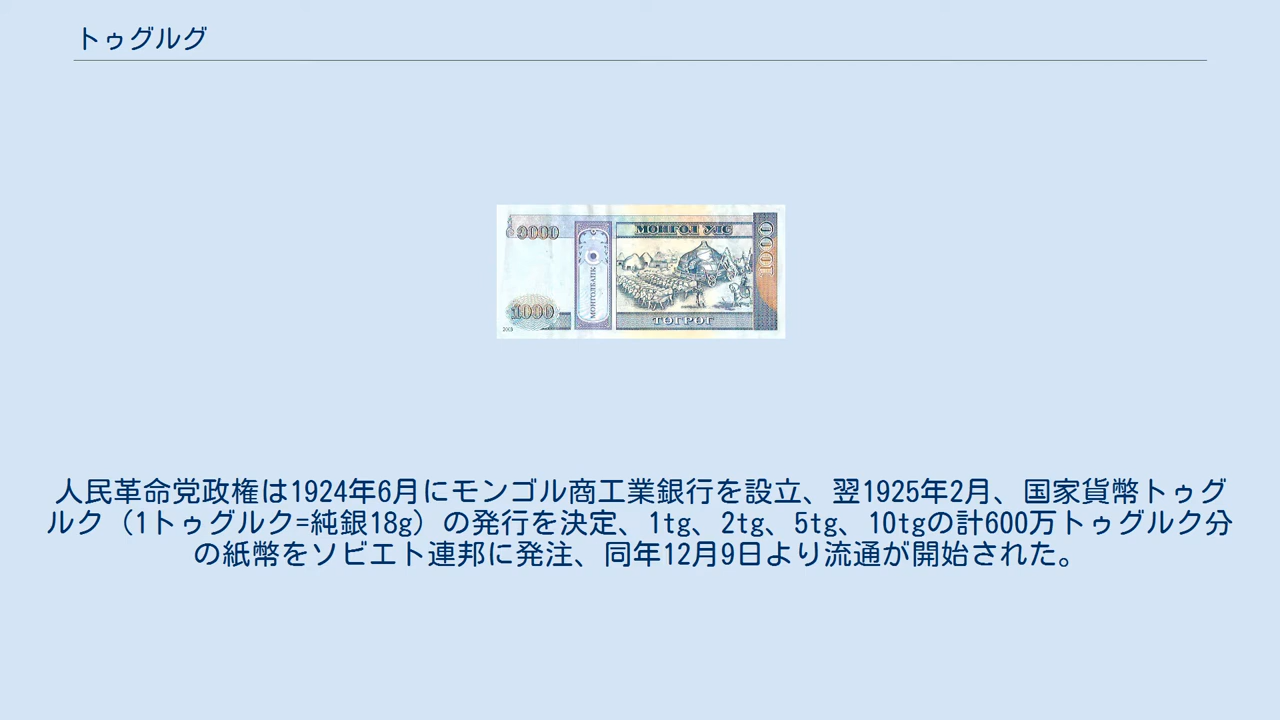 トゥグルグ
1000
МОНГОЛ УЛС
1000
МОНГОЛБАНК
1000
ТӨГРӨГ
人民革命党政権は1924年6月にモンゴル商工業銀行を設立、翌1925年2月、国家貨幣トゥグ
ルク（1トゥグルク=純銀18g）の発行を決定、1tg、2tg、5tg、10tgの計600万トゥグルク分
の紙幣をソビエト連邦に発注、同年12月9日より流通が開始された。